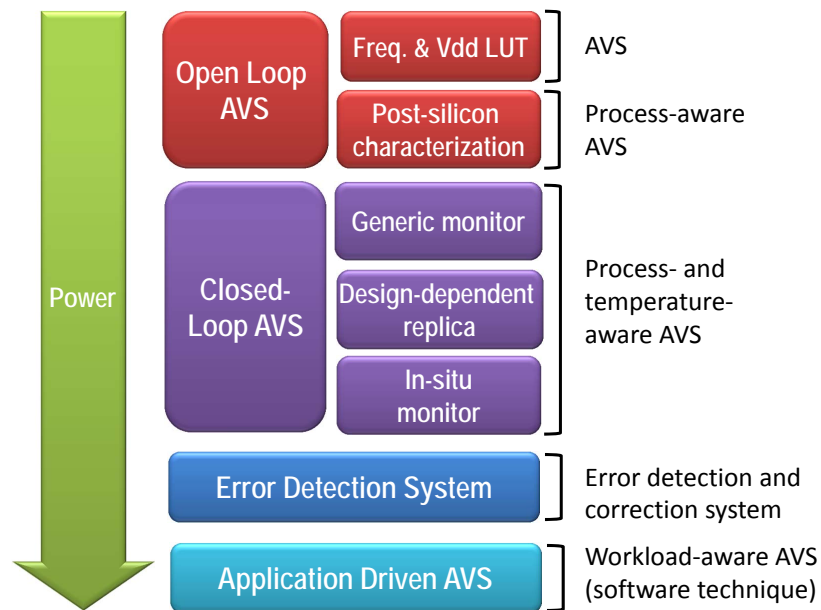 Power
Open Loop
AVS
Freq. & Vdd LUT
AVS
Post-silicon
characterization
Process-aware
AVS
Closed-
Loop AVS
Generic monitor
Design-dependent
replica
In-situ
monitor
Process- and
temperature-
aware AVS
Error Detection System
Error detection and
correction system
Application Driven AVS
Workload-aware AVS
(software technique)